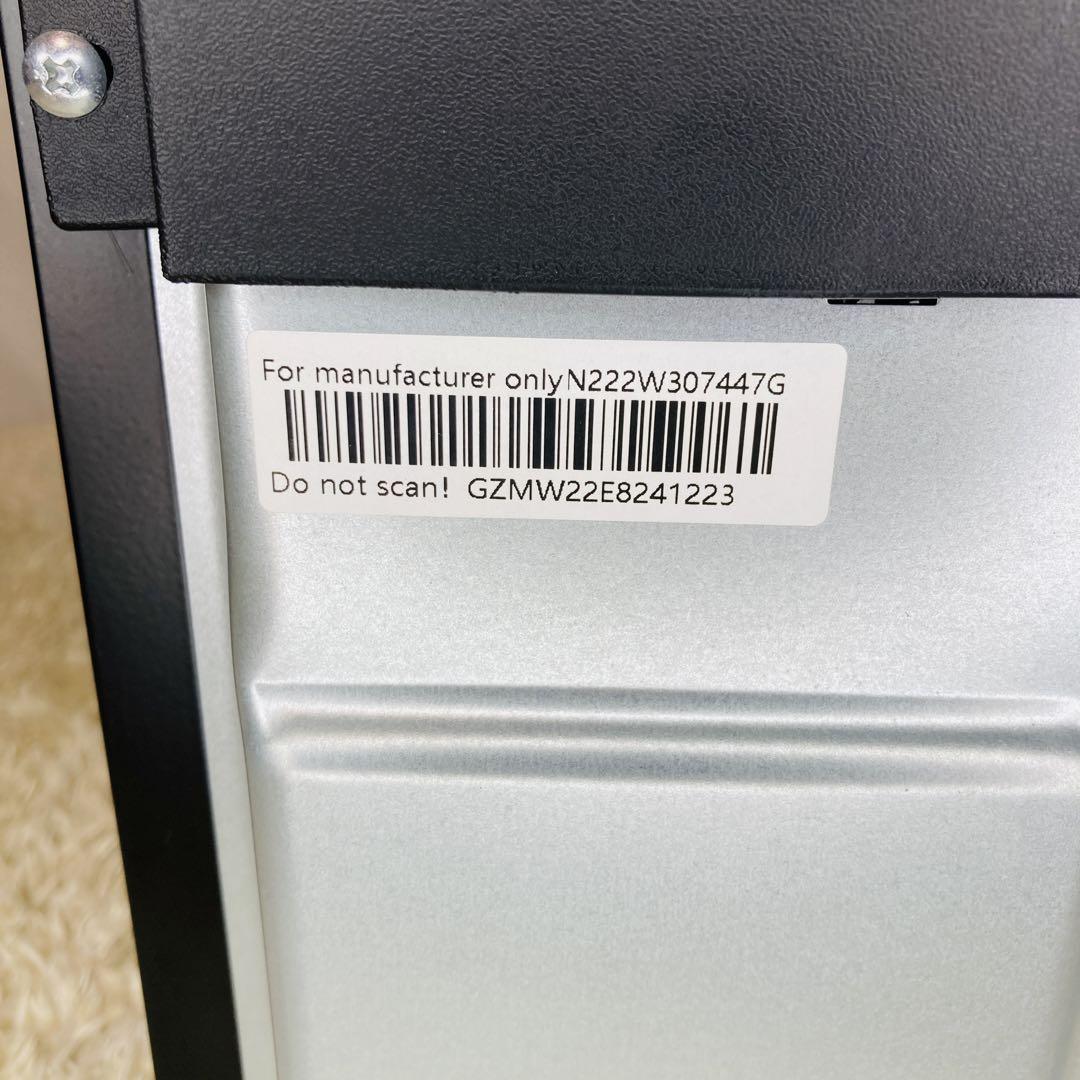 For manufacturer onlyN222W307447G
Do not scan! GZMW22E8241223